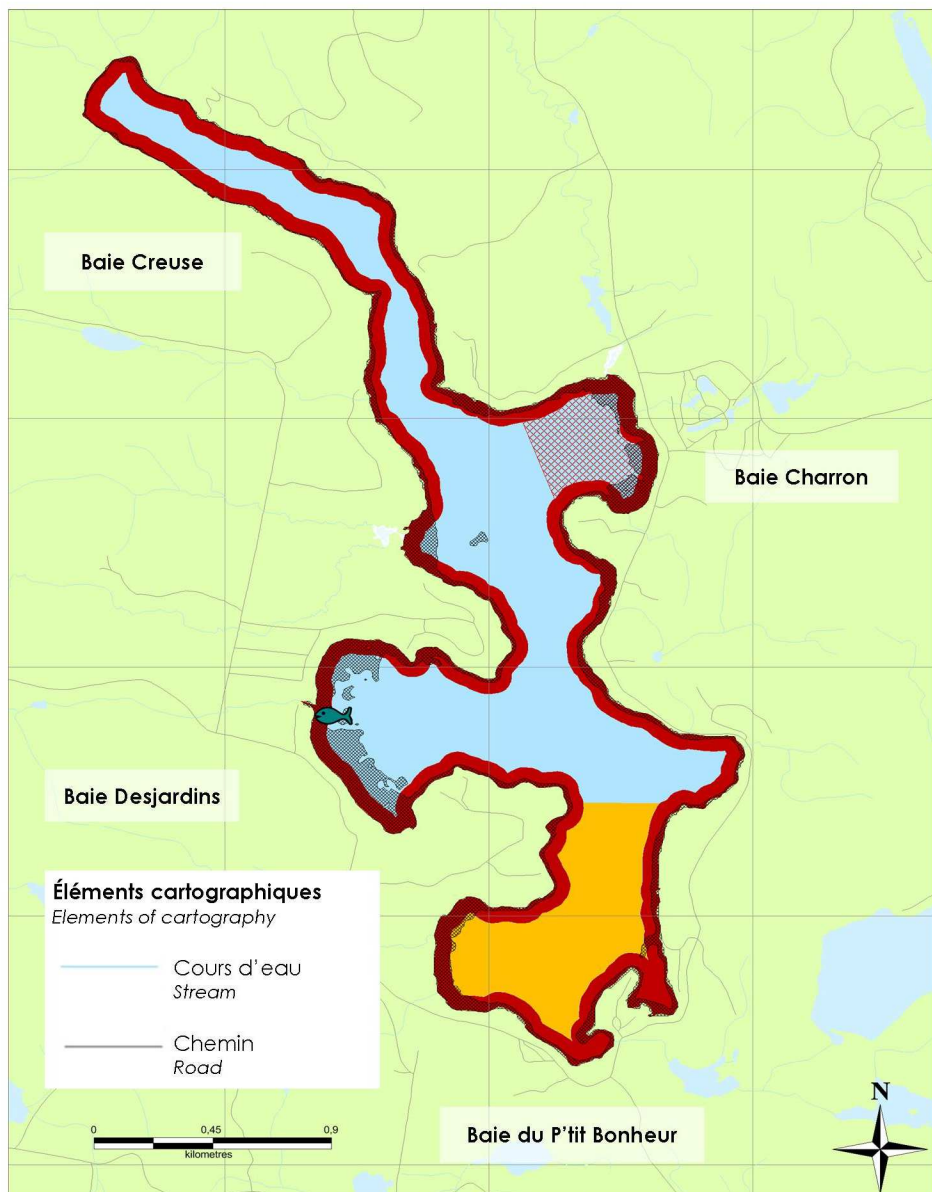 Baie Creuse
Baie Charron
Baie Desjardins
Éléments cartographiques
Elements of cartography
Cours d'eau
Stream
Chemin
Road
0 0,45 0,9
kilometres
Baie du P'tit Bonheur
N